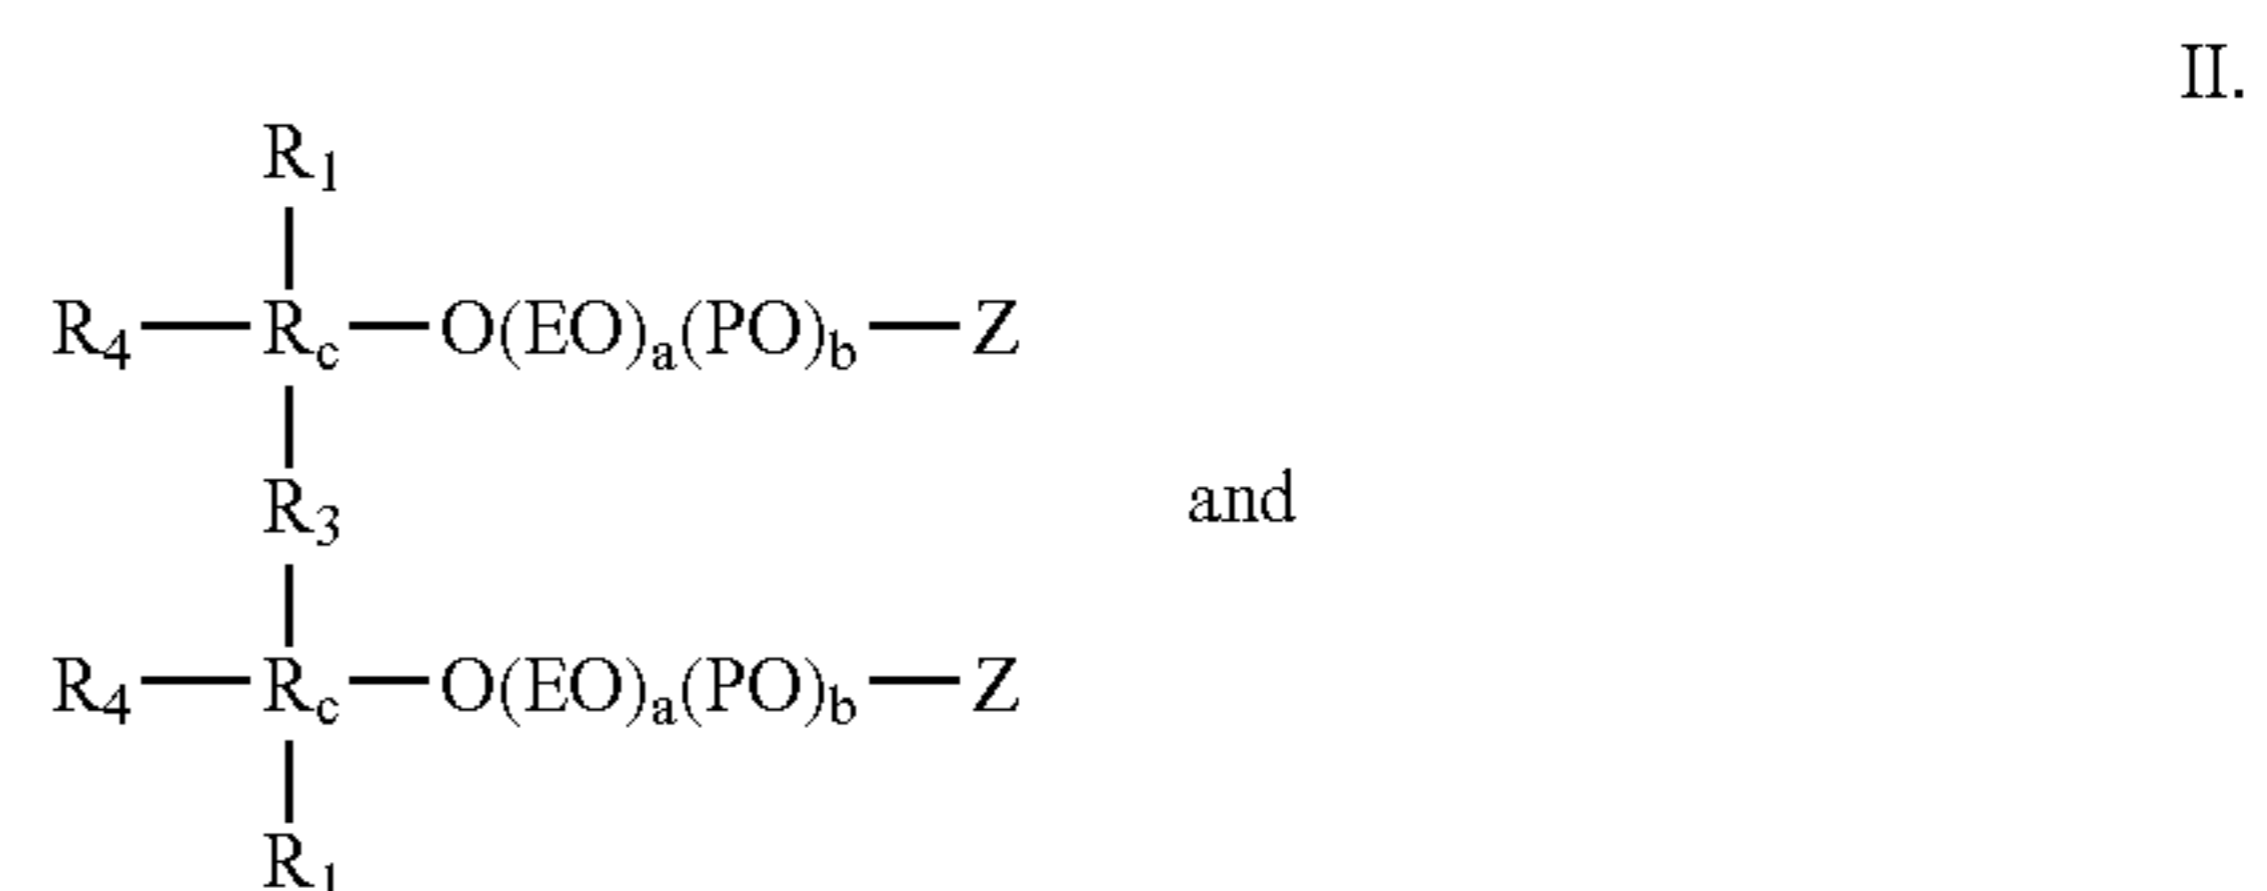 II.
R1
R4—Rc—O(EO)a(PO)b—Z
R3
and
R4—Rc—O(EO)a(PO)b—Z
R1